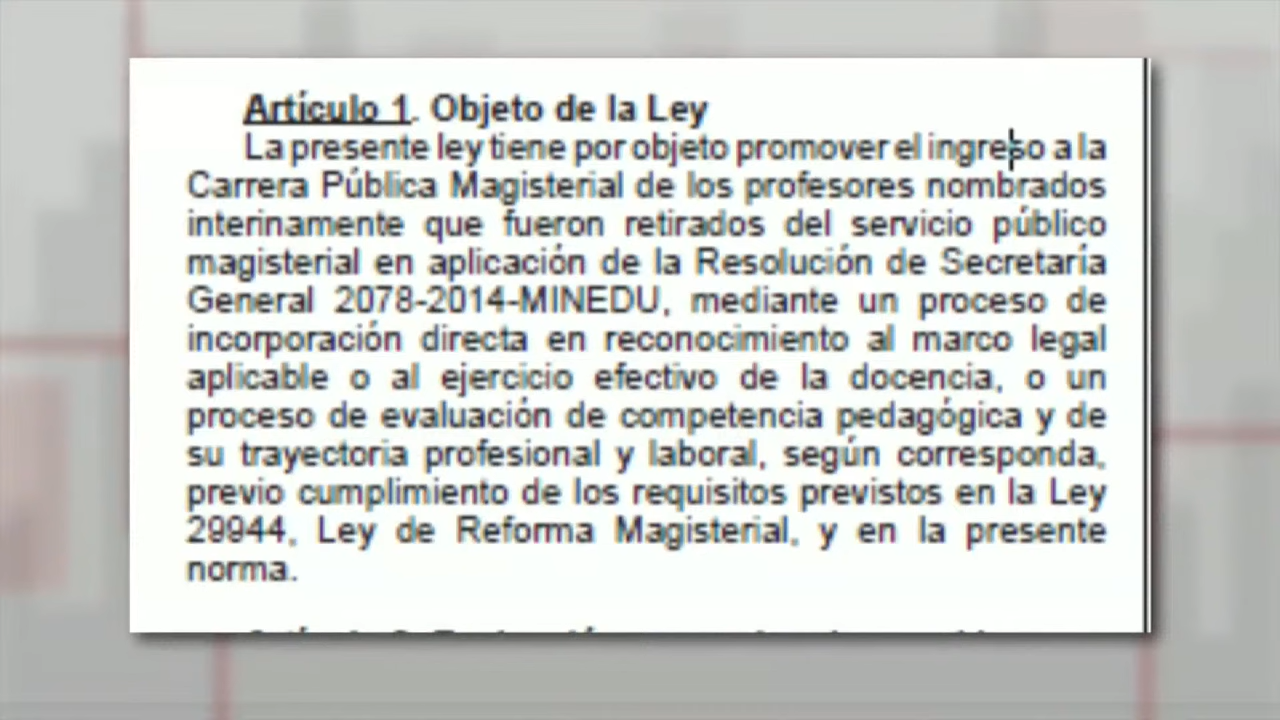 Artículo 1. Objeto de la Ley
La presente ley tiene por objeto promover el ingreso a la
Carrera Pública Magisterial de los profesores nombrados
interinamente que fueron retirados del servicio público
magisterial en aplicación de la Resolución de Secretaría
General 2078-2014-MINEDU, mediante un proceso de
incorporación directa en reconocimiento al marco legal
aplicable o al ejercicio efectivo de la docencia, o un
proceso de evaluación de competencia pedagógica y de
su trayectoria profesional y laboral, según corresponda,
previo cumplimiento de los requisitos previstos en la Ley
29944, Ley de Reforma Magisterial, y en la presente
norma.